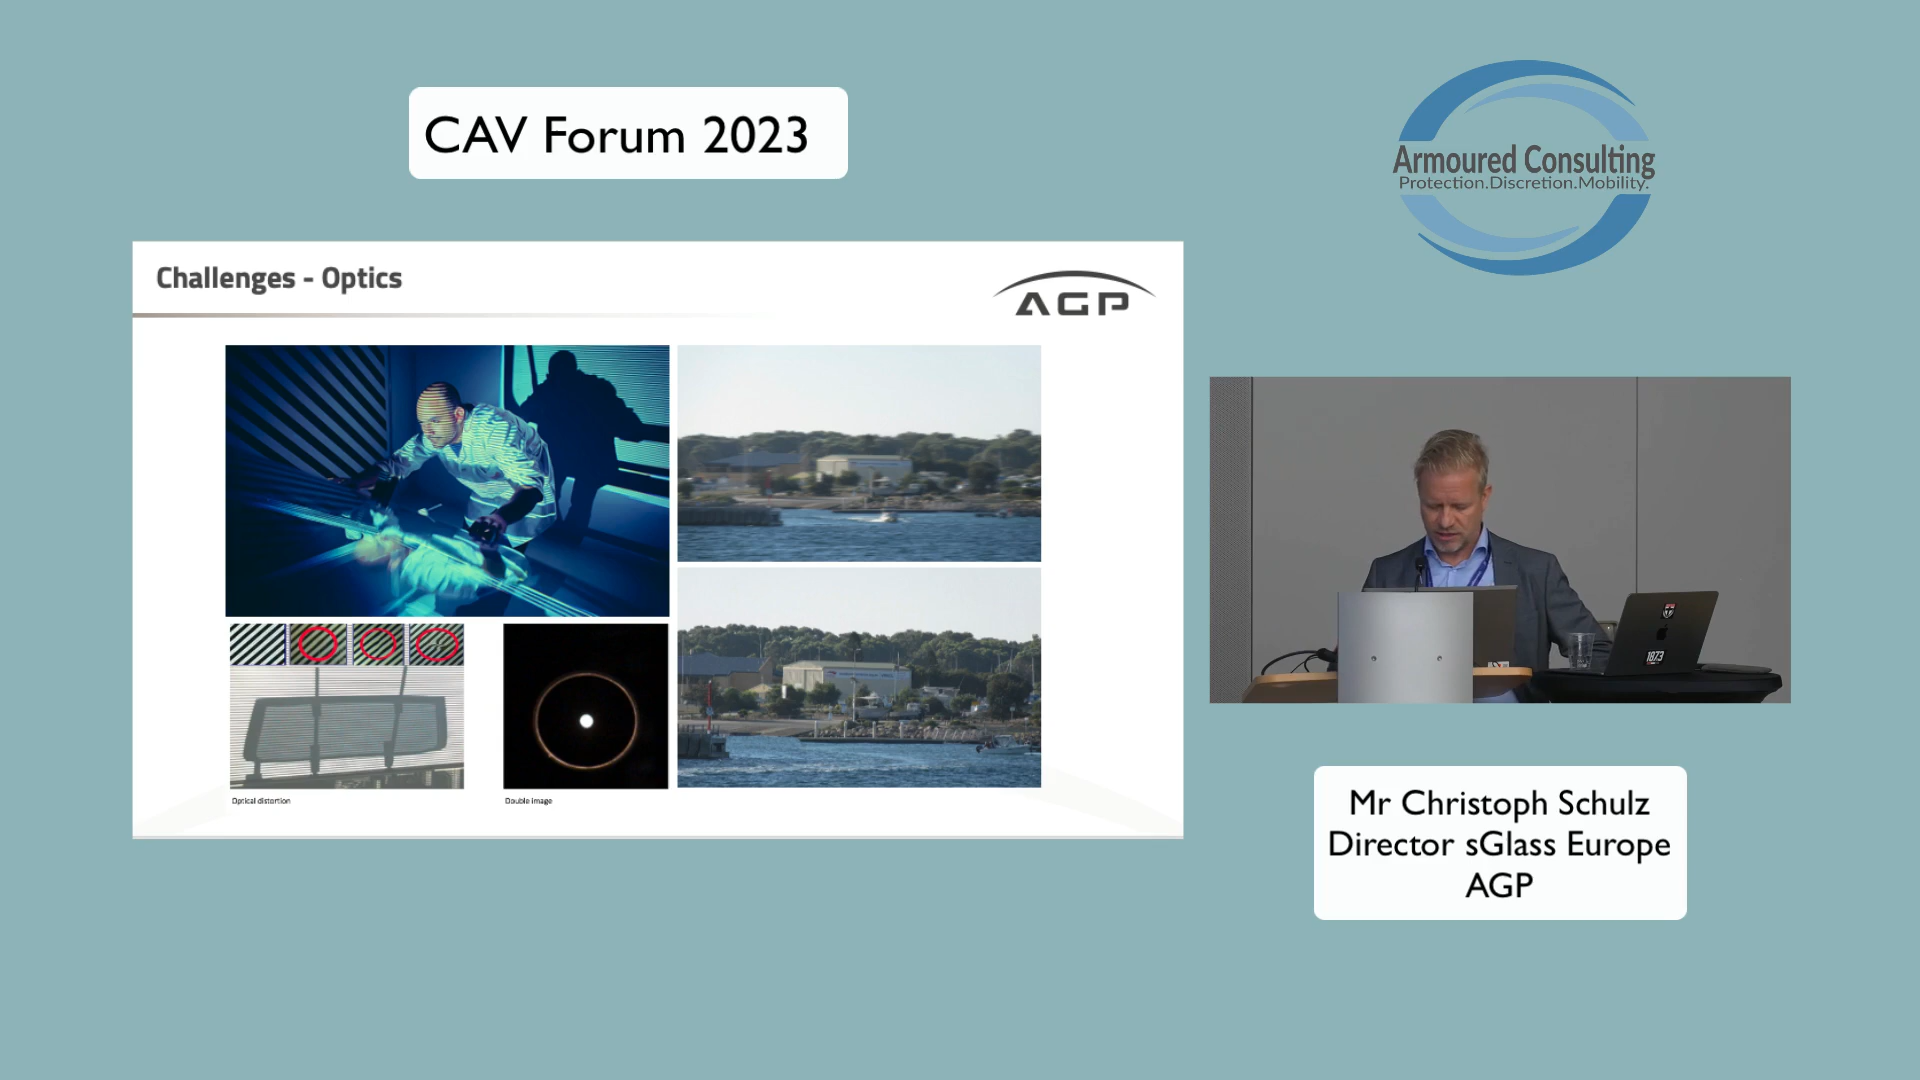 CAV Forum 2023
Armoured Consulting
Protection.Discretion.Mobility.
Challenges - Optics
AGP
Optical distortion
Double image
1873
Mr Christoph Schulz
Director sGlass Europe
AGP